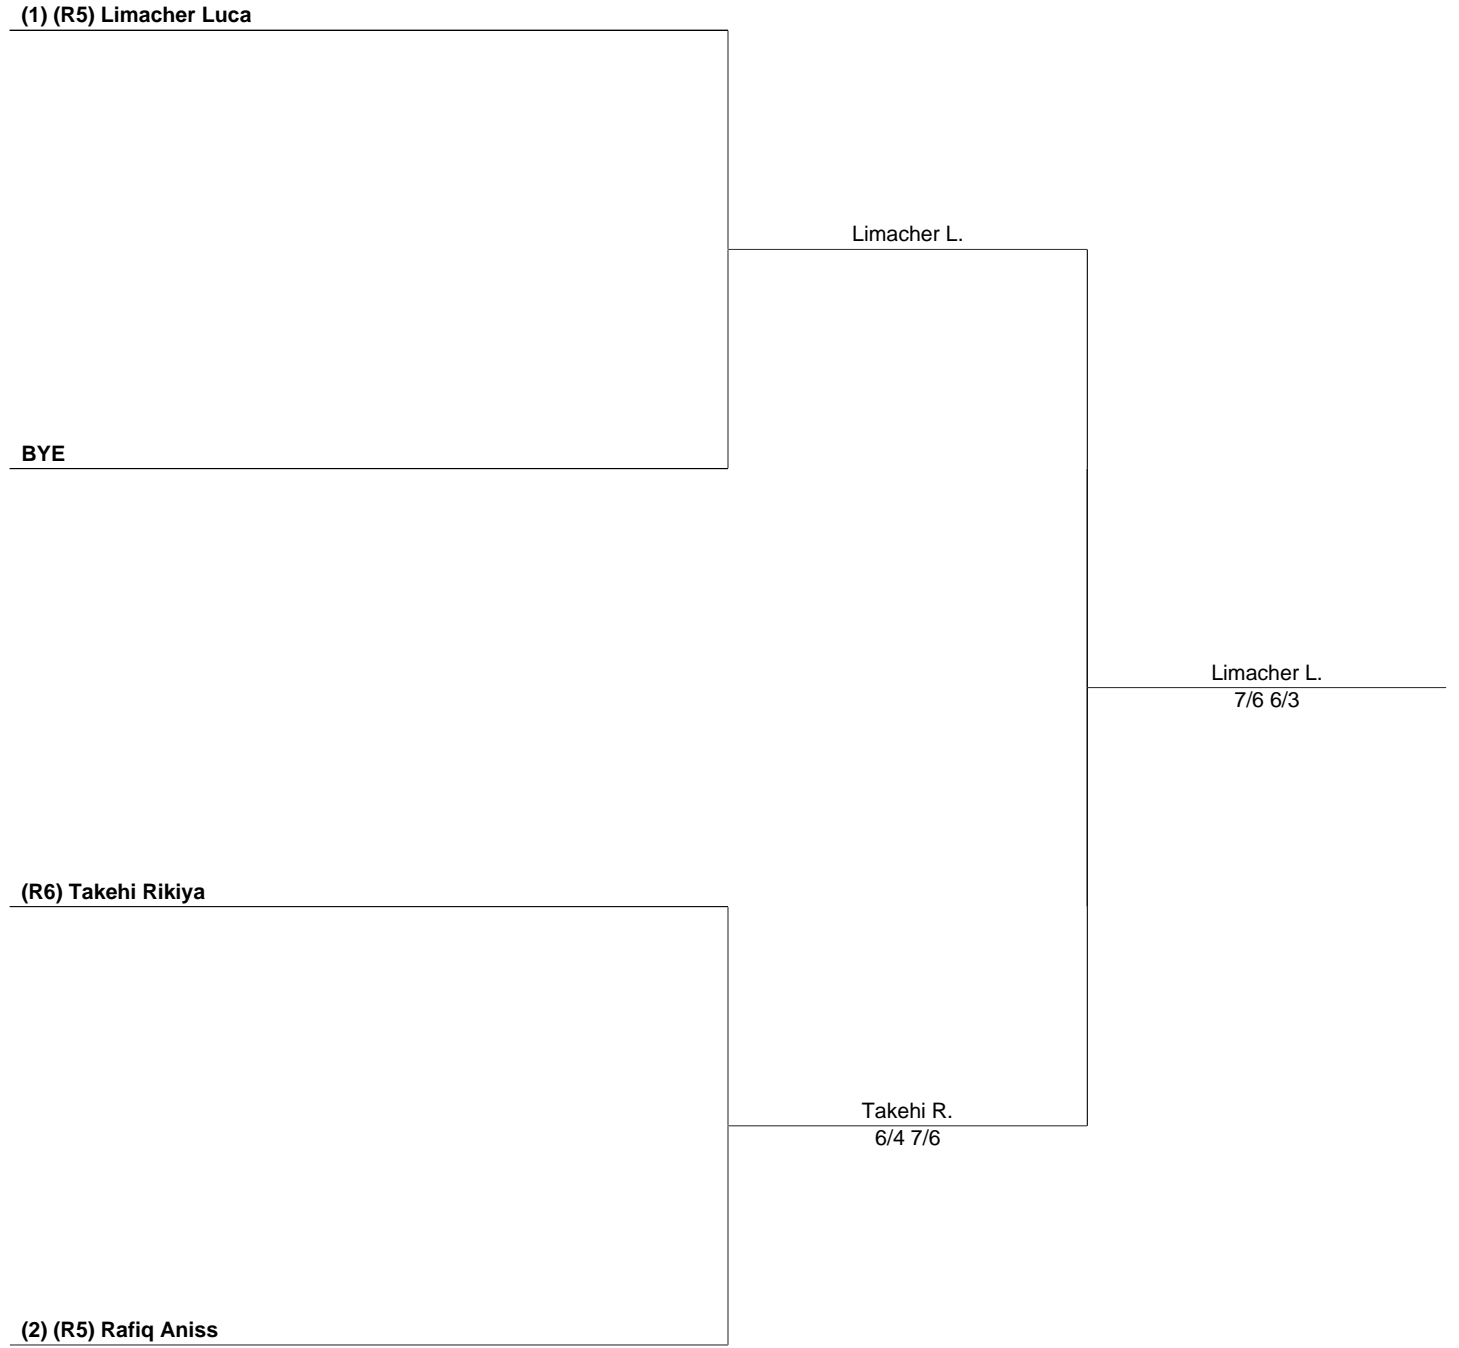 (1) (R5) Limacher Luca
Limacher L.
BYE
Limacher L.
7/6 6/3
(R6) Takehi Rikiya
Takehi R.
6/4 7/6
(2) (R5) Rafiq Aniss